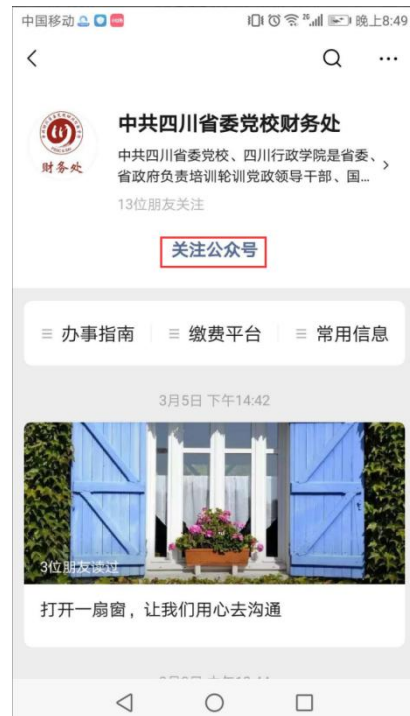 中国移动
晚上8:49
中共四川省委党校财务处
中共四川省委党校、四川行政学院是省委、
省政府负责培训轮训党政领导干部、国...
财务处
13位朋友关注
关注公众号
办事指南
缴费平台
常用信息
3月5日 下午14:42
3位朋友读过
打开一扇窗，让我们用心去沟通